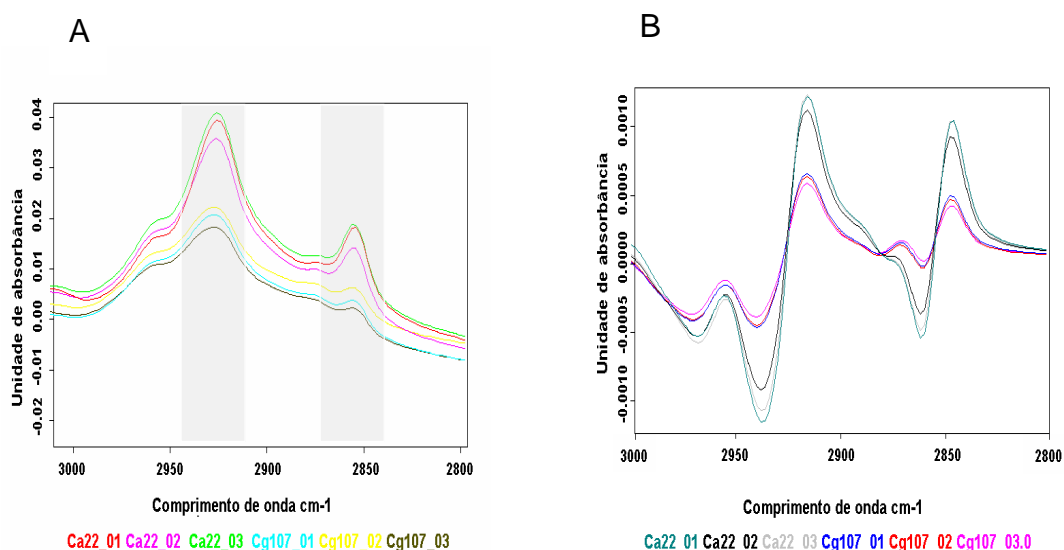 A
B
Unidade de absorbância
0.04
0.03
0.02
0.01
0.00
-0.01
-0.02
3000 2950 2900 2850 2800
Comprimento de onda cm-1
Ca22_01 Ca22_02 Ca22_03 Cg107_01 Cg107_02 Cg107_03
Unidade de absorbância
0.0010
0.0005
0.0000
-0.0005
-0.0010
3000 2950 2900 2850 2800
Comprimento de onda cm-1
Ca22_01 Ca22_02 Ca22_03 Cg107_01 Cg107_02 Cg107_03.0